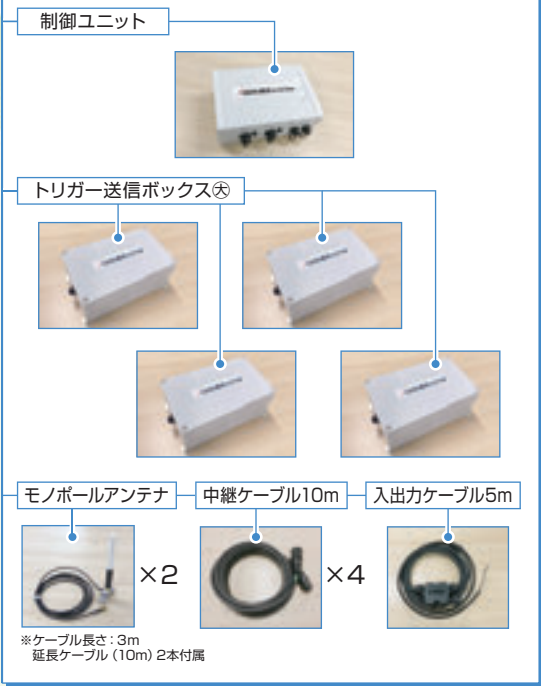 制御ユニット
トリガー送信ボックス㊛
モノポールアンテナ
中継ケーブル10m
入出力ケーブル5m
×2
×4
※ケーブル長さ：3m
延長ケーブル（10m）2本付属